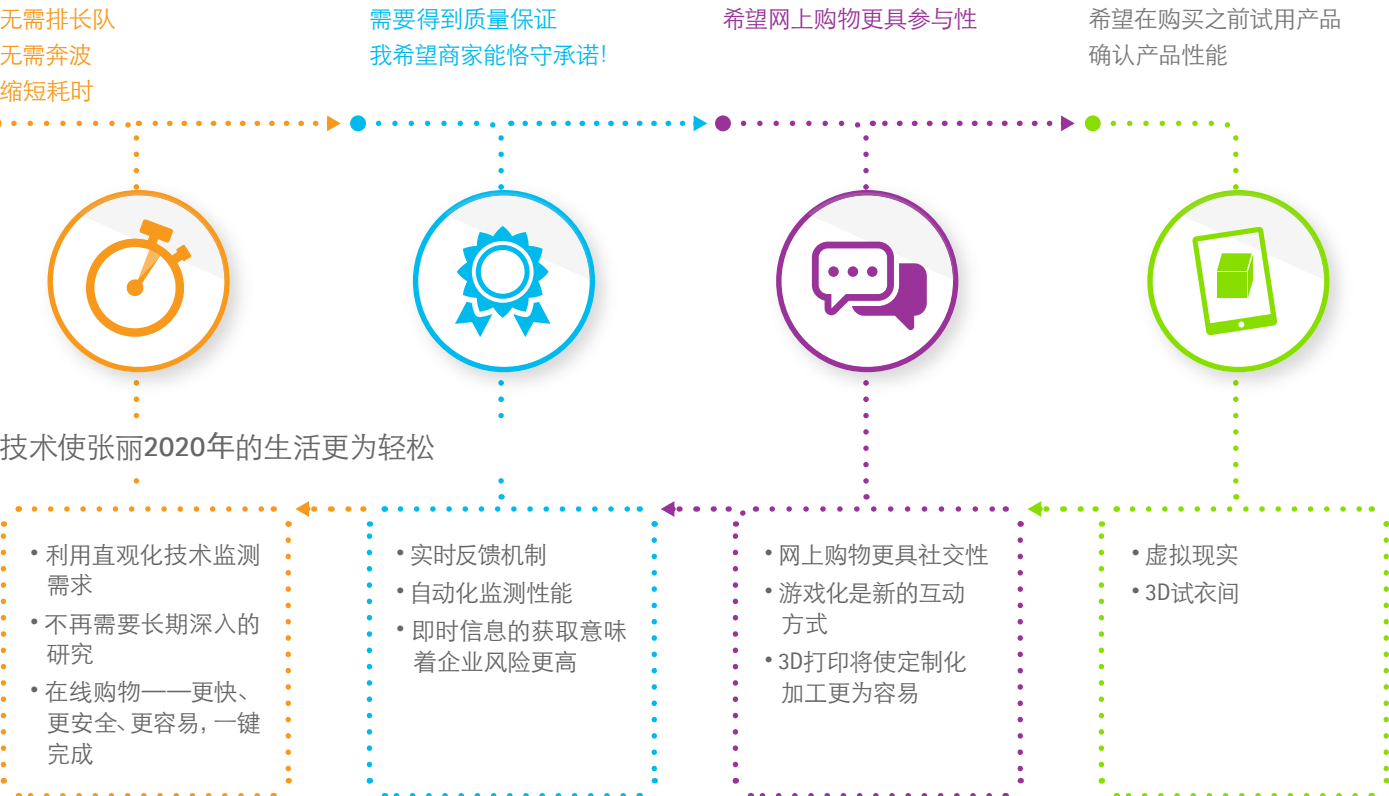 无需排长队
无需奔波
缩短耗时
需要得到质量保证
我希望商家能恪守承诺!
希望网上购物更具参与性
希望在购买之前试用产品
确认产品性能
技术使张丽2020年的生活更为轻松
• 利用直观化技术监测
需求
• 不再需要长期深入的
研究
• 在线购物——更快、
更安全、更容易, 一键
完成
• 实时反馈机制
• 自动化监测性能
• 即时信息的获取意味
着企业风险更高
• 网上购物更具社交性
• 游戏化是新的互动
方式
• 3D打印将使定制化
加工更为容易
• 虚拟现实
• 3D试衣间